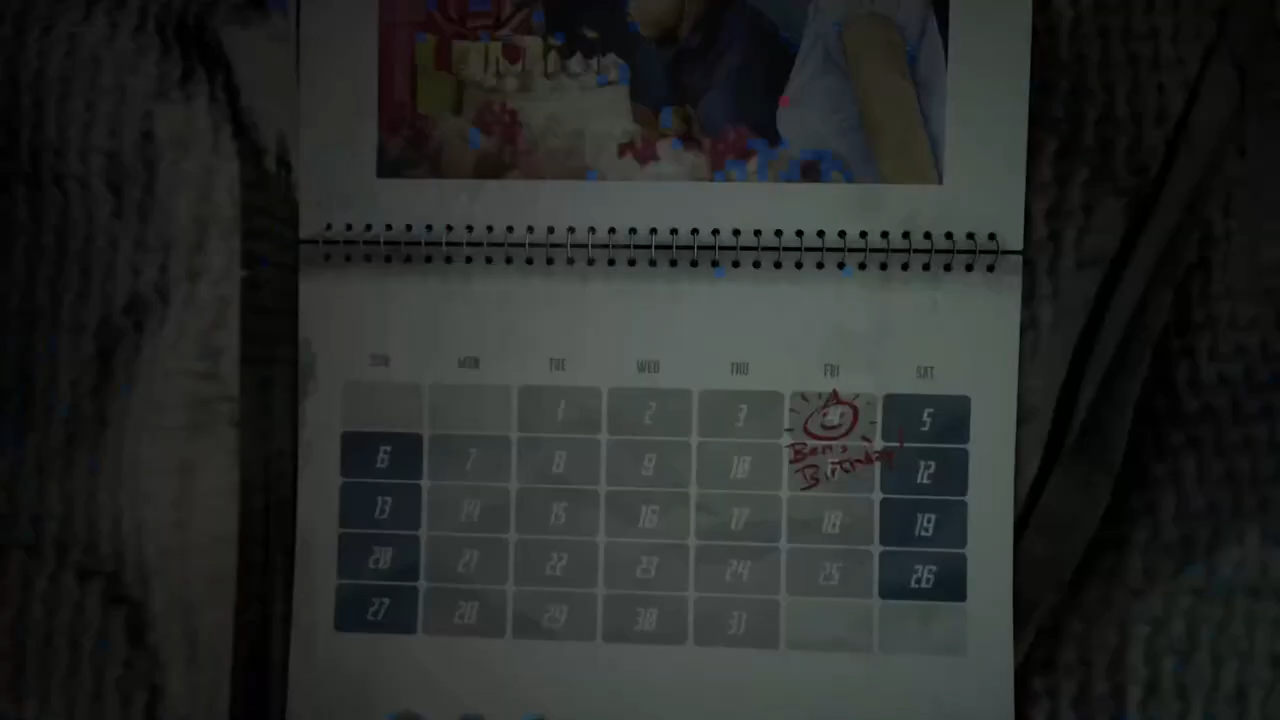 SUN MON TUE WED THU FRI SAT
1 2 3 4 5
6 7 8 9 10 11 12
Ben's
Birthday!
13 14 15 16 17 18 19
20 21 22 23 24 25 26
27 28 29 30 31